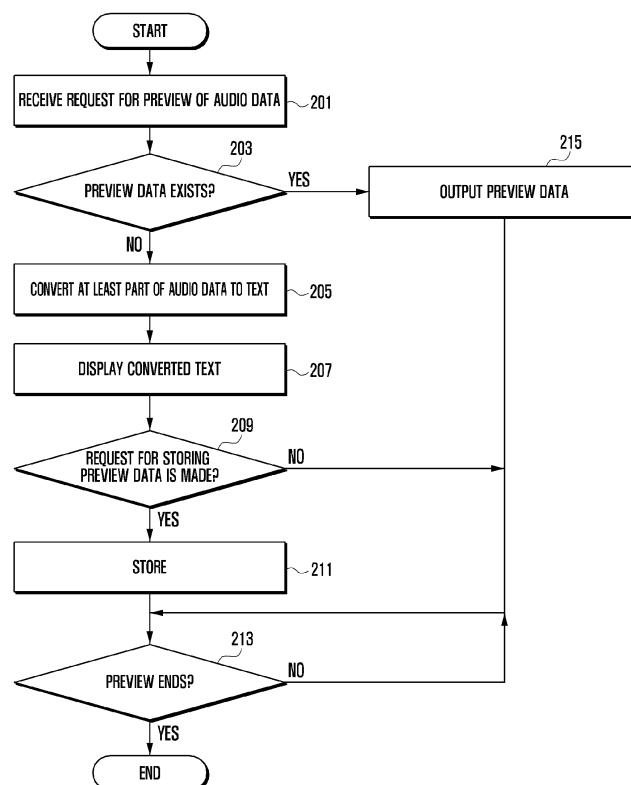 START
RECEIVE REQUEST FOR PREVIEW OF AUDIO DATA
201
203
PREVIEW DATA EXISTS?
YES
215
OUTPUT PREVIEW DATA
NO
CONVERT AT LEAST PART OF AUDIO DATA TO TEXT
205
DISPLAY CONVERTED TEXT
207
209
REQUEST FOR STORING
PREVIEW DATA IS MADE?
NO
YES
STORE
211
213
PREVIEW ENDS?
NO
YES
END